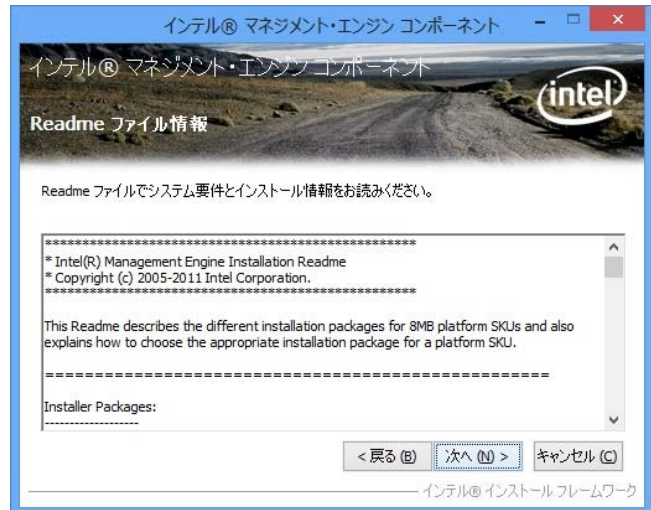 インテル® マネジメント・エンジン コンポーネント
インテル® マネジメント・エンジン コンポーネント
intel
Readme ファイル情報
Readme ファイルでシステム要件とインストール情報をお読みください。
*******************************************************
* Intel(R) Management Engine Installation Readme
* Copyright (c) 2005-2011 Intel Corporation.
*******************************************************
This Readme describes the different installation packages for 8MB platform SKUs and also
explains how to choose the appropriate installation package for a platform SKU.
====================================================
Installer Packages:
-------------------
< 戻る (B)
次へ (N) >
キャンセル (C)
インテル® インストール フレームワーク